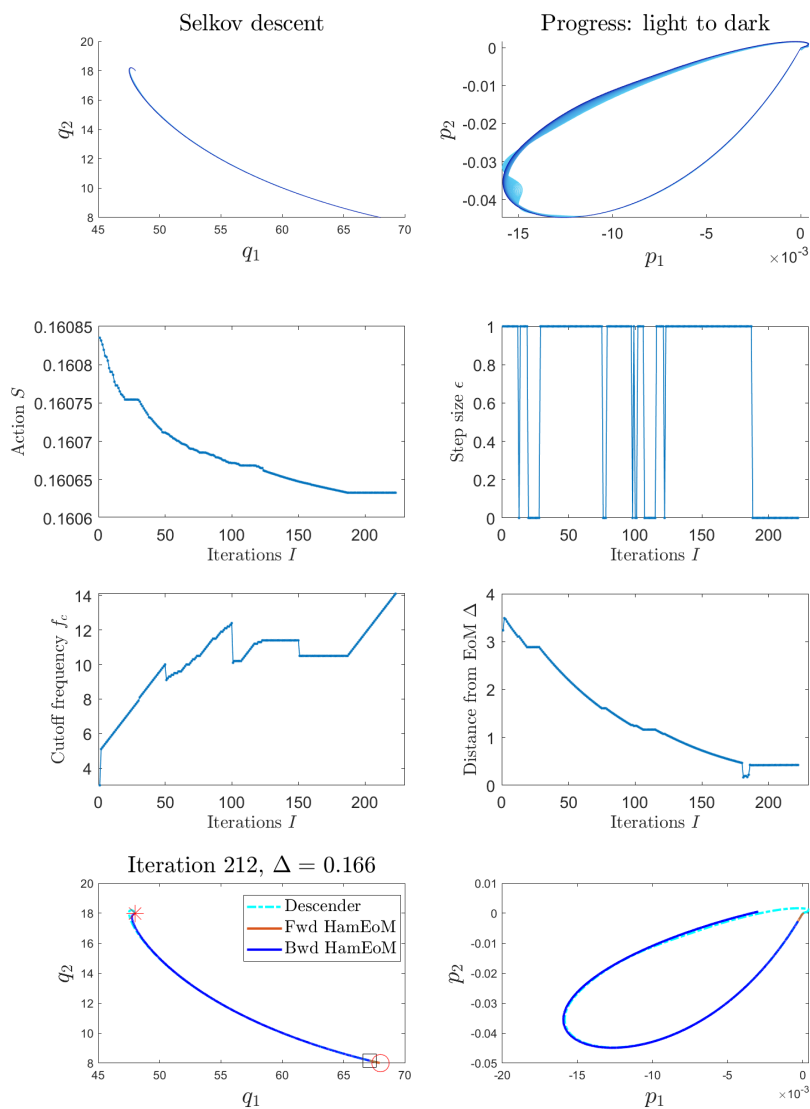 Selkov descent
20
18
16
14
12
10
8
q₂
45 50 55 60 65 70
q₁
Progress: light to dark
0
-0.01
-0.02
-0.03
-0.04
p₂
-15 -10 -5 0
×10⁻³
p₁
0.16085
0.1608
0.16075
0.1607
0.16065
0.1606
Action S
0 50 100 150 200
Iterations I
1
0.8
0.6
0.4
0.2
0
Step size ϵ
0 50 100 150 200
Iterations I
14
12
10
8
6
4
Cutoff frequency f_c
0 50 100 150 200
Iterations I
4
3
2
1
0
Distance from EoM Δ
0 50 100 150 200
Iterations I
Iteration 212, Δ = 0.166
20
18
16
14
12
10
8
q₂
Descender
Fwd HamEoM
Bwd HamEoM
45 50 55 60 65 70
q₁
0.01
0
-0.01
-0.02
-0.03
-0.04
-0.05
p₂
-20 -15 -10 -5 0
×10⁻³
p₁